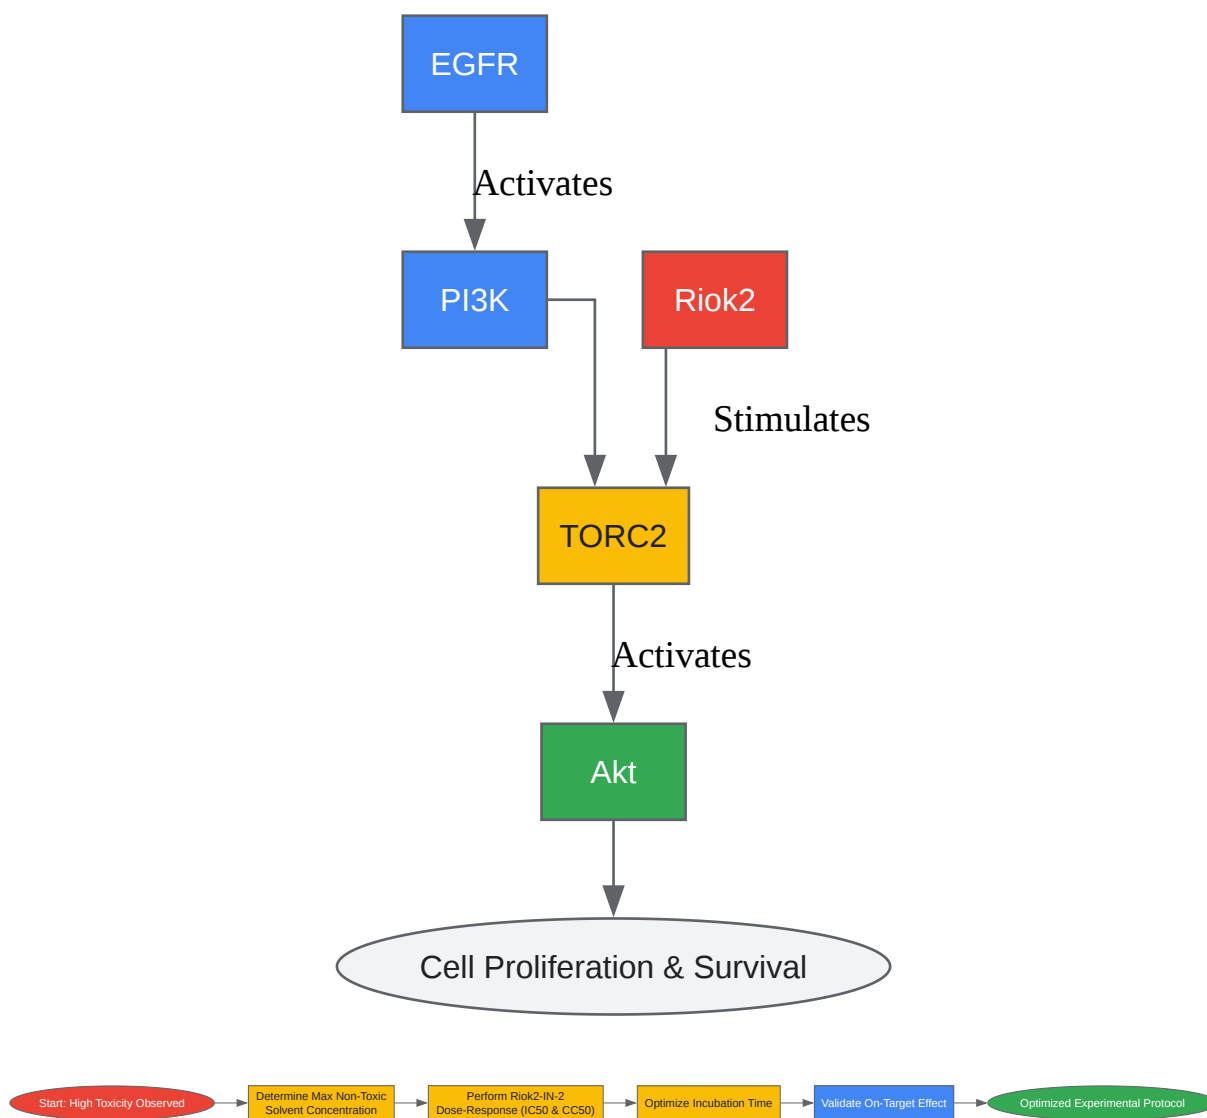 EGFR
Activates
PI3K
Riok2
Stimulates
TORC2
Activates
Akt
Cell Proliferation & Survival
Start: High Toxicity Observed
Determine Max Non-Toxic
Solvent Concentration
Perform Riok2-IN-2
Dose-Response (IC50 & CC50)
Optimize Incubation Time
Validate On-Target Effect
Optimized Experimental Protocol